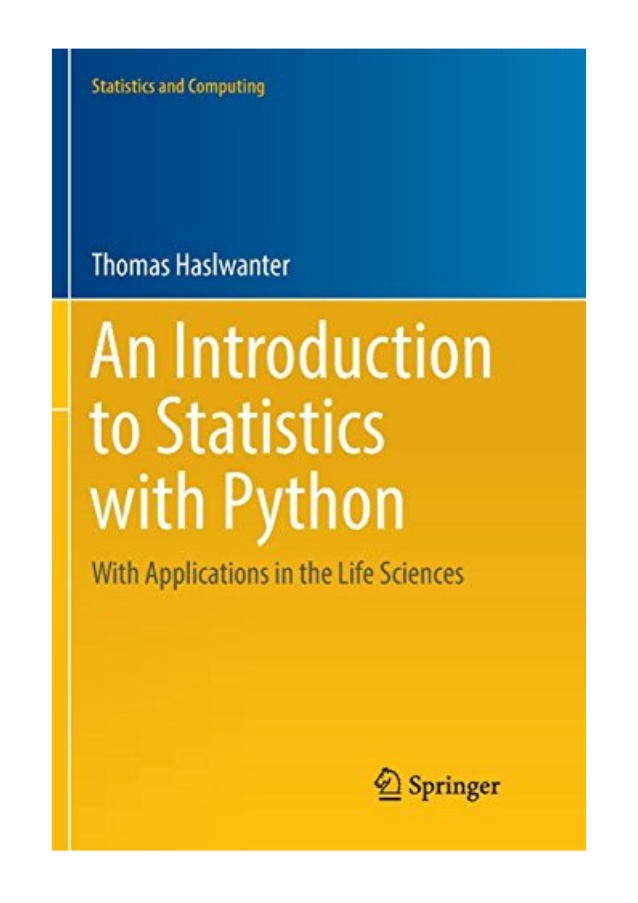 Statistics and Computing
Thomas Haslwanter
An Introduction
to Statistics
with Python
With Applications in the Life Sciences
Springer